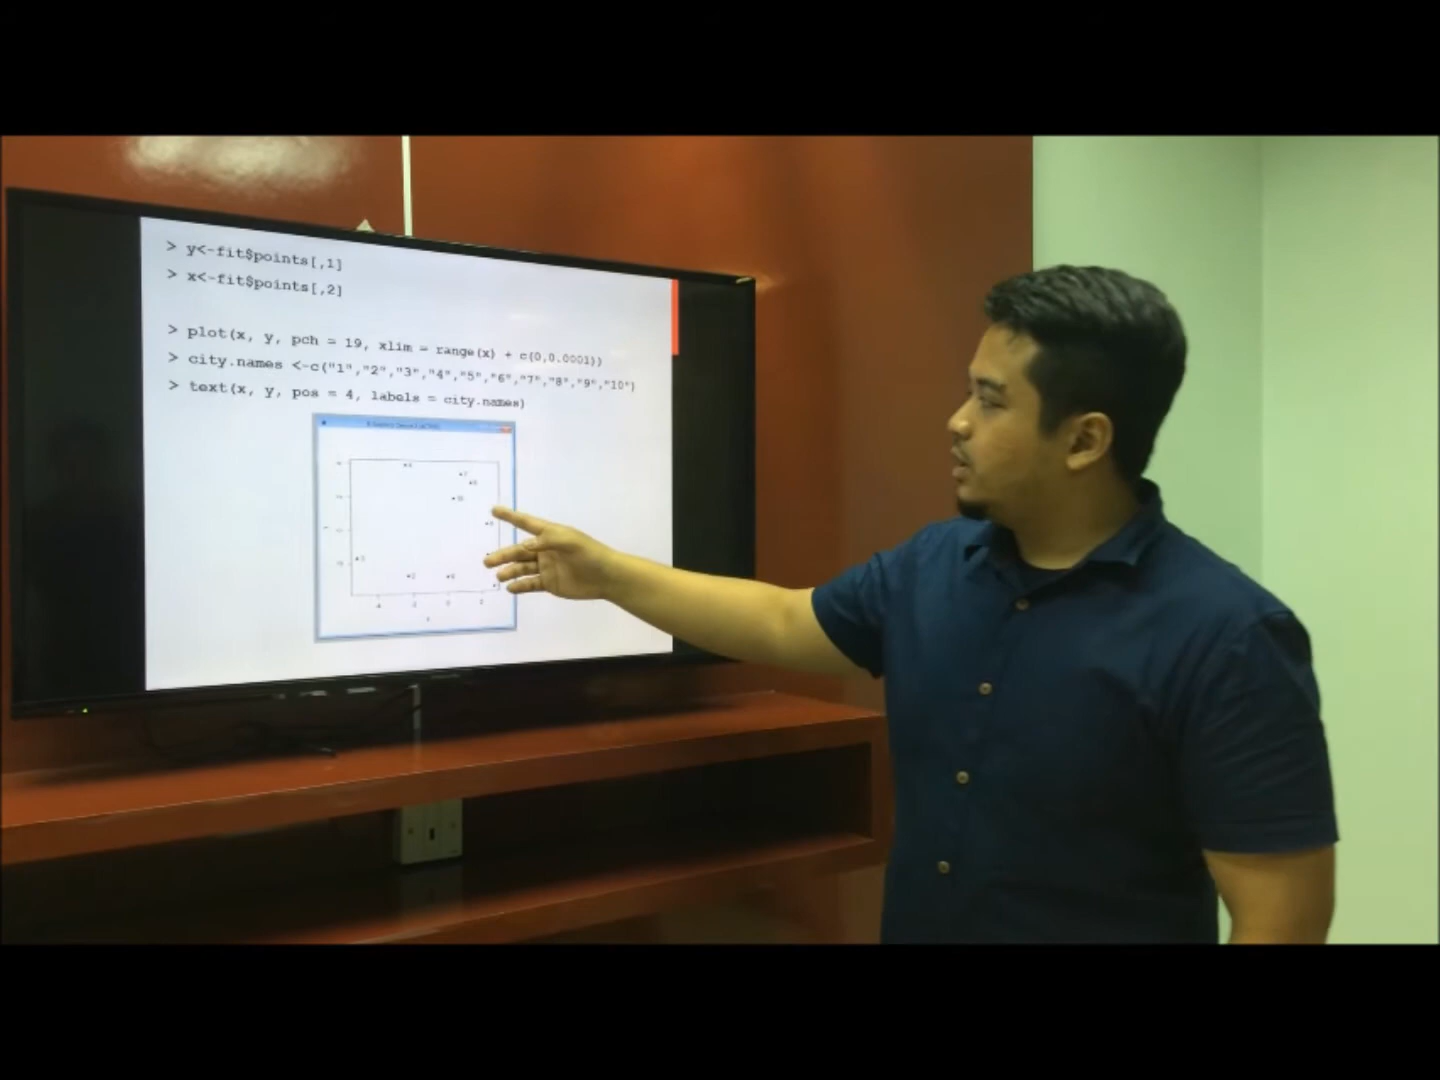 > y<-fit$points[,1]
> x<-fit$points[,2]
> plot(x, y, pch = 19, xlim = range(x) + c(0,0.0001))
> city.names <-c("1","2","3","4","5","6","7","8","9","10")
> text(x, y, pos = 4, labels = city.names)
10